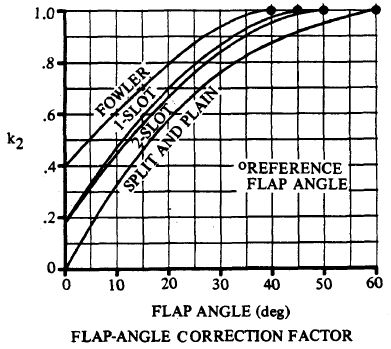 1.0
.8
.6
.4
.2
0
k2
FOWLER
1-SLOT
2-SLOT
SPLIT AND PLAIN
OREFERENCE
FLAP ANGLE
0 10 20 30 40 50 60
FLAP ANGLE (deg)
FLAP-ANGLE CORRECTION FACTOR